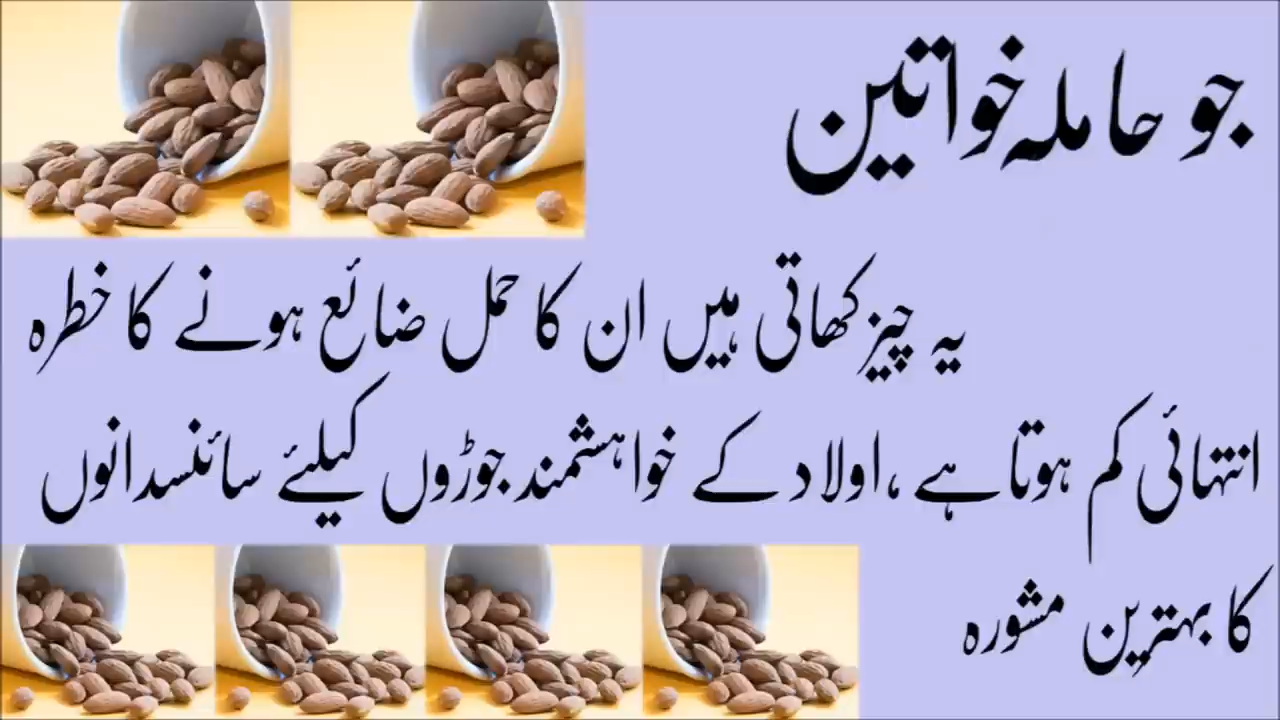 جو حاملہ خواتین
یہ چیز کھاتی ہیں ان کا حمل ضائع ہونے کا خطرہ
انتہائی کم ہوتا ہے ،اولاد کے خواہشمند جوڑوں کیلئے سائنسدانوں
کا بہترین مشورہ